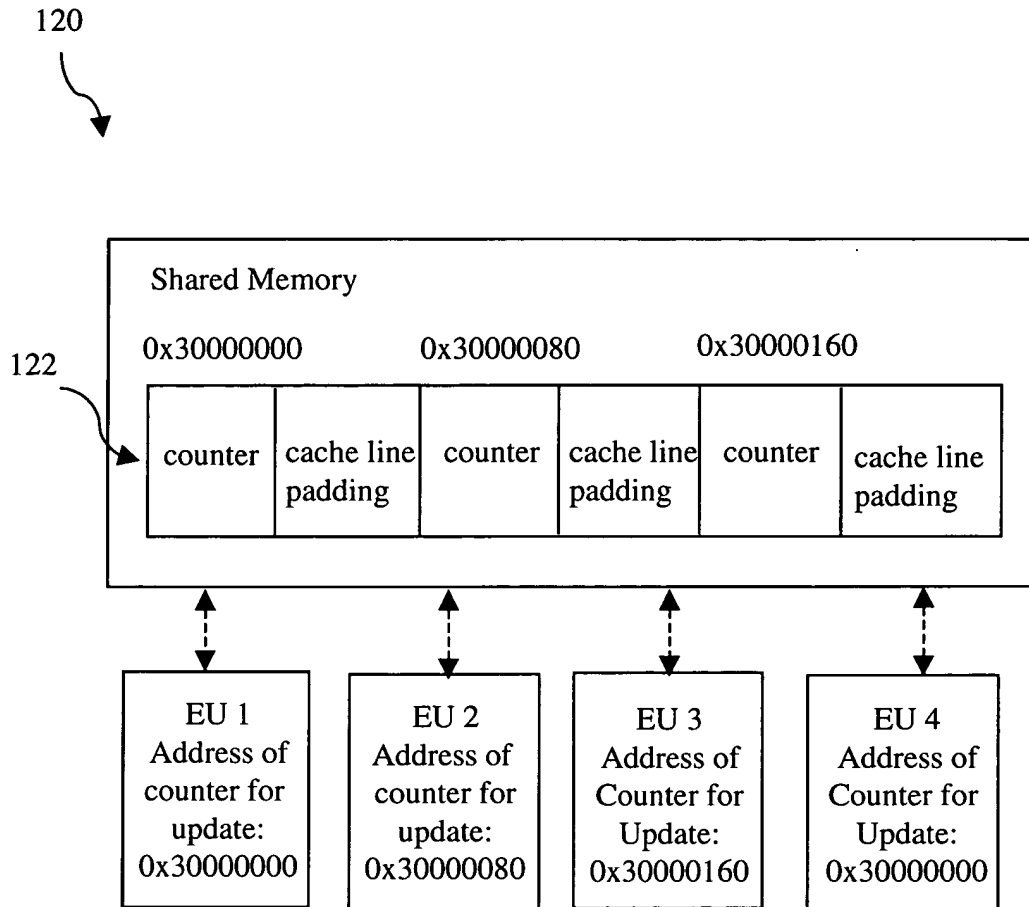 120
Shared Memory
0x30000000 0x30000080 0x30000160
122
counter cache line padding counter cache line padding counter cache line padding
EU 1
Address of
counter for
update:
0x30000000
EU 2
Address of
counter for
update:
0x30000080
EU 3
Address of
Counter for
Update:
0x30000160
EU 4
Address of
Counter for
Update:
0x30000000